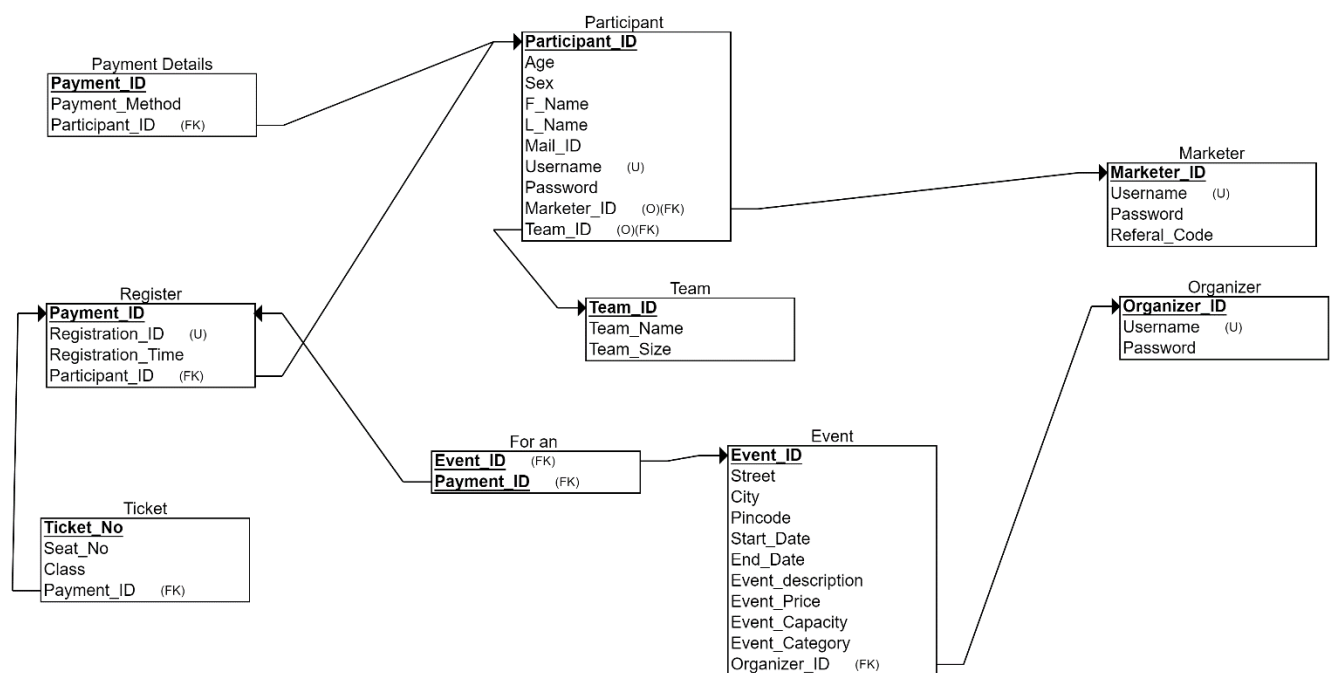 Participant
Participant_ID
Age
Sex
F_Name
L_Name
Mail_ID
Username (U)
Password
Marketer_ID (O)(FK)
Team_ID (O)(FK)
Payment Details
Payment_ID
Payment_Method
Participant_ID (FK)
Marketer
Marketer_ID
Username (U)
Password
Referal_Code
Register
Payment_ID
Registration_ID (U)
Registration_Time
Participant_ID (FK)
Team
Team_ID
Team_Name
Team_Size
Organizer
Organizer_ID
Username (U)
Password
For an
Event_ID (FK)
Payment_ID (FK)
Event
Event_ID
Street
City
Pincode
Start_Date
End_Date
Event_description
Event_Price
Event_Capacity
Event_Category
Organizer_ID (FK)
Ticket
Ticket_No
Seat_No
Class
Payment_ID (FK)